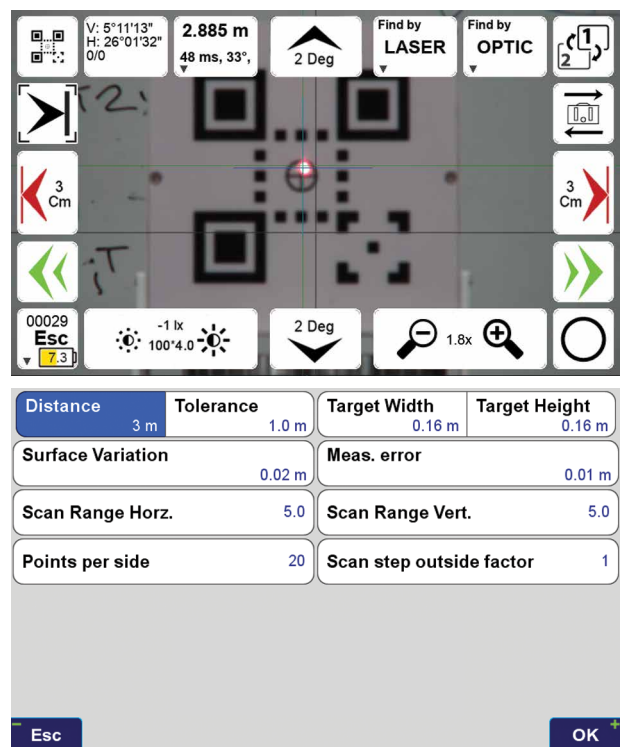 V: 5°11'13"
H: 26°01'32"
0/0
2.885 m
48 ms, 33°,
2 Deg
Find by
LASER
Find by
OPTIC
1
2
T2:
3
Cm
3
Cm
iT
00029
Esc
7.3
-1 lx
100*4.0
2 Deg
1.8x
Distance
3 m
Tolerance
1.0 m
Target Width
0.16 m
Target Height
0.16 m
Surface Variation
0.02 m
Meas. error
0.01 m
Scan Range Horz.
5.0
Scan Range Vert.
5.0
Points per side
20
Scan step outside factor
1
Esc
OK